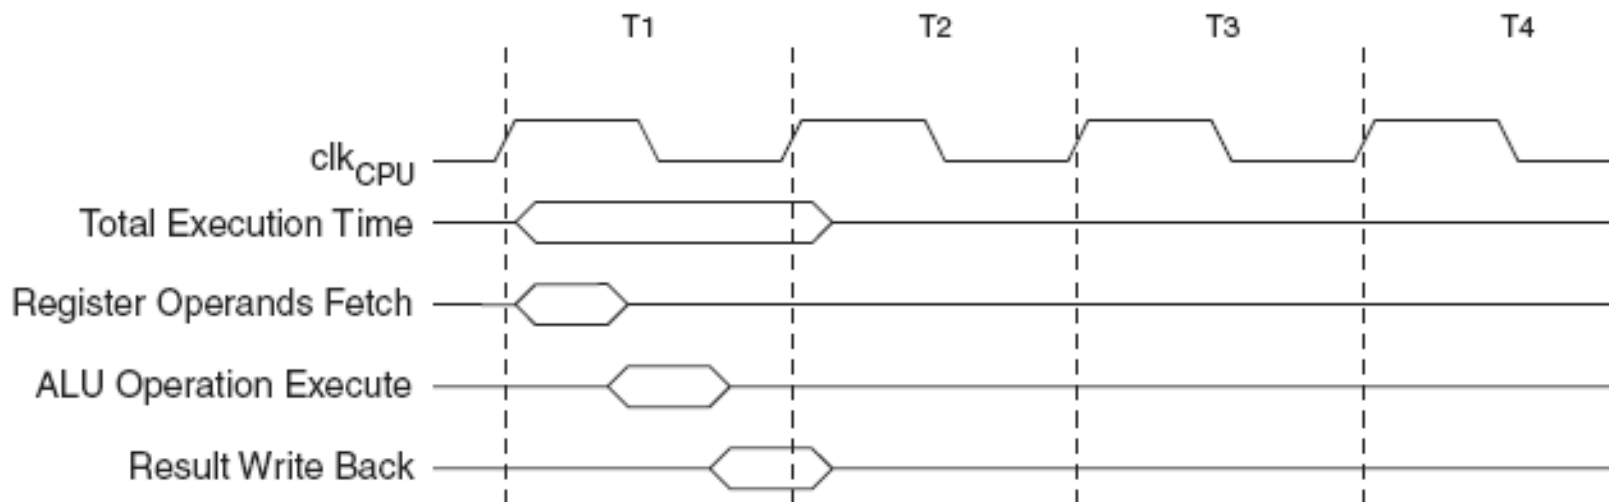 T1 T2 T3 T4
clkCPU
Total Execution Time
Register Operands Fetch
ALU Operation Execute
Result Write Back